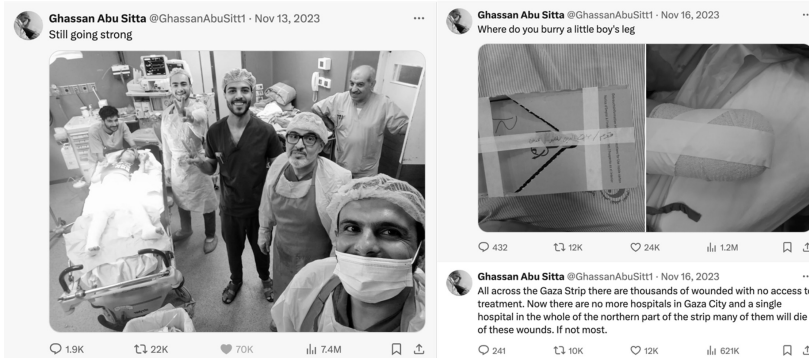 Ghassan Abu Sitta @GhassanAbuSitt1 · Nov 13, 2023
Still going strong
1.9K 22K 70K 7.4M
Ghassan Abu Sitta @GhassanAbuSitt1 · Nov 16, 2023
Where do you burry a little boy's leg
432 12K 24K 1.2M
Ghassan Abu Sitta @GhassanAbuSitt1 · Nov 16, 2023
All across the Gaza Strip there are thousands of wounded with no access to
treatment. Now there are no more hospitals in Gaza City and a single
hospital in the whole of the northern part of the strip many of them will die
of these wounds. If not most.
241 10K 12K 621K